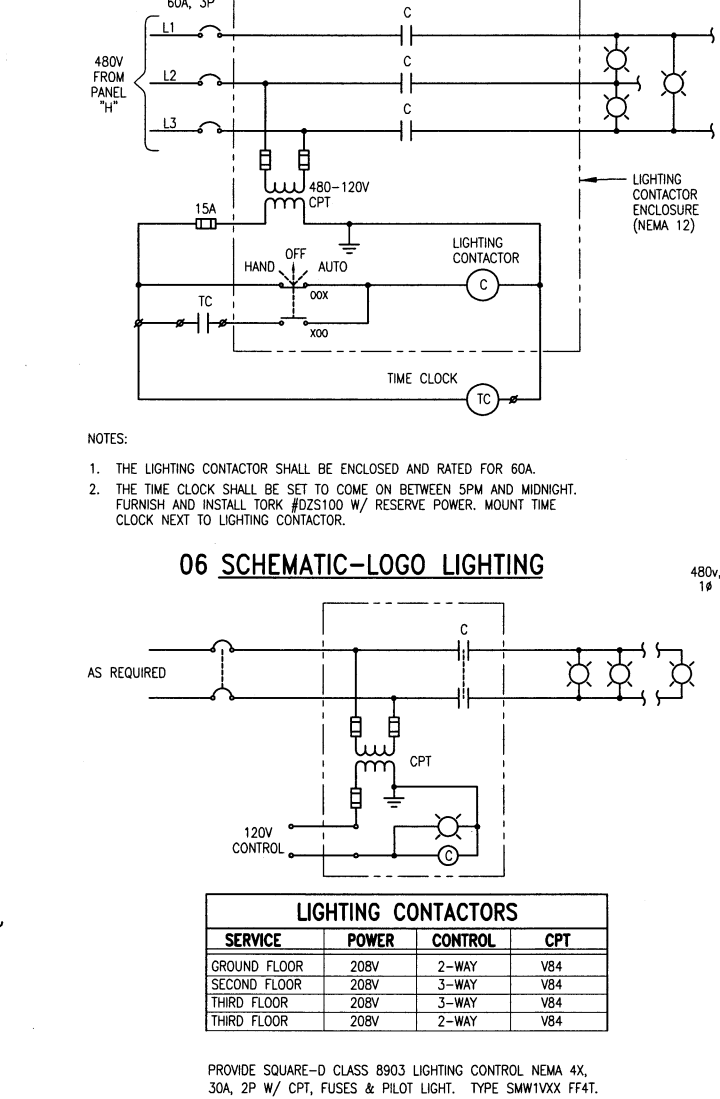 60A, 3P
L1
C
480V
FROM
PANEL
"H"
L2
C
L3
C
480-120V
CPT
LIGHTING
CONTACTOR
ENCLOSURE
(NEMA 12)
15A
LIGHTING
CONTACTOR
OFF
HAND
AUTO
C
OOX
TC
XOO
TIME CLOCK
TC
NOTES:
1. THE LIGHTING CONTACTOR SHALL BE ENCLOSED AND RATED FOR 60A.
2. THE TIME CLOCK SHALL BE SET TO COME ON BETWEEN 5PM AND MIDNIGHT.
FURNISH AND INSTALL TORK #DZS100 W/ RESERVE POWER. MOUNT TIME
CLOCK NEXT TO LIGHTING CONTACTOR.
06 SCHEMATIC-LOGO LIGHTING
480v,
1ø
C
AS REQUIRED
CPT
120V
CONTROL
C
LIGHTING CONTACTORS
SERVICE POWER CONTROL CPT
GROUND FLOOR 208V 2-WAY V84
SECOND FLOOR 208V 3-WAY V84
THIRD FLOOR 208V 3-WAY V84
THIRD FLOOR 208V 2-WAY V84
PROVIDE SQUARE-D CLASS 8903 LIGHTING CONTROL NEMA 4X,
30A, 2P W/ CPT, FUSES & PILOT LIGHT. TYPE SMW1VXX FF4T.